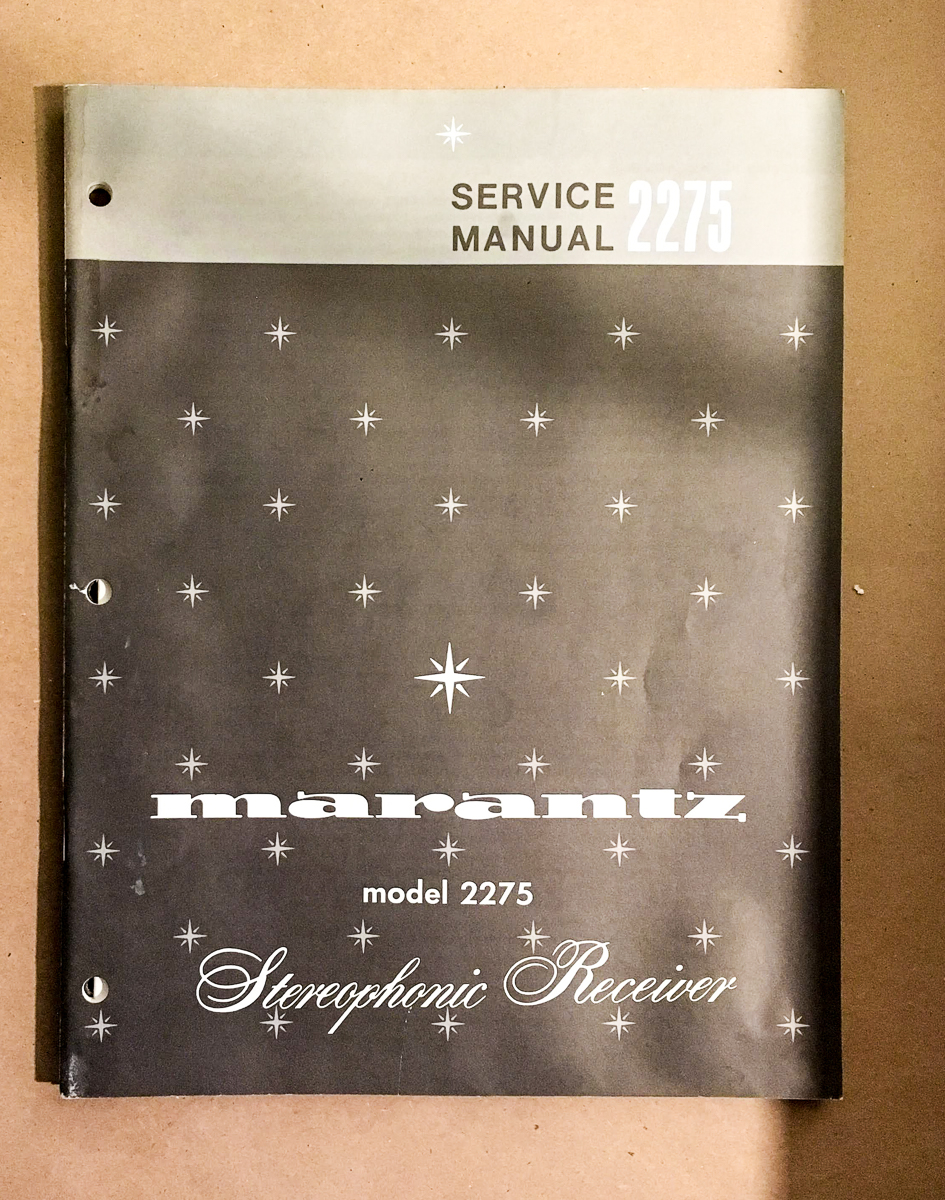 SERVICE
MANUAL 2275
marantz
model 2275
Stereophonic Receiver